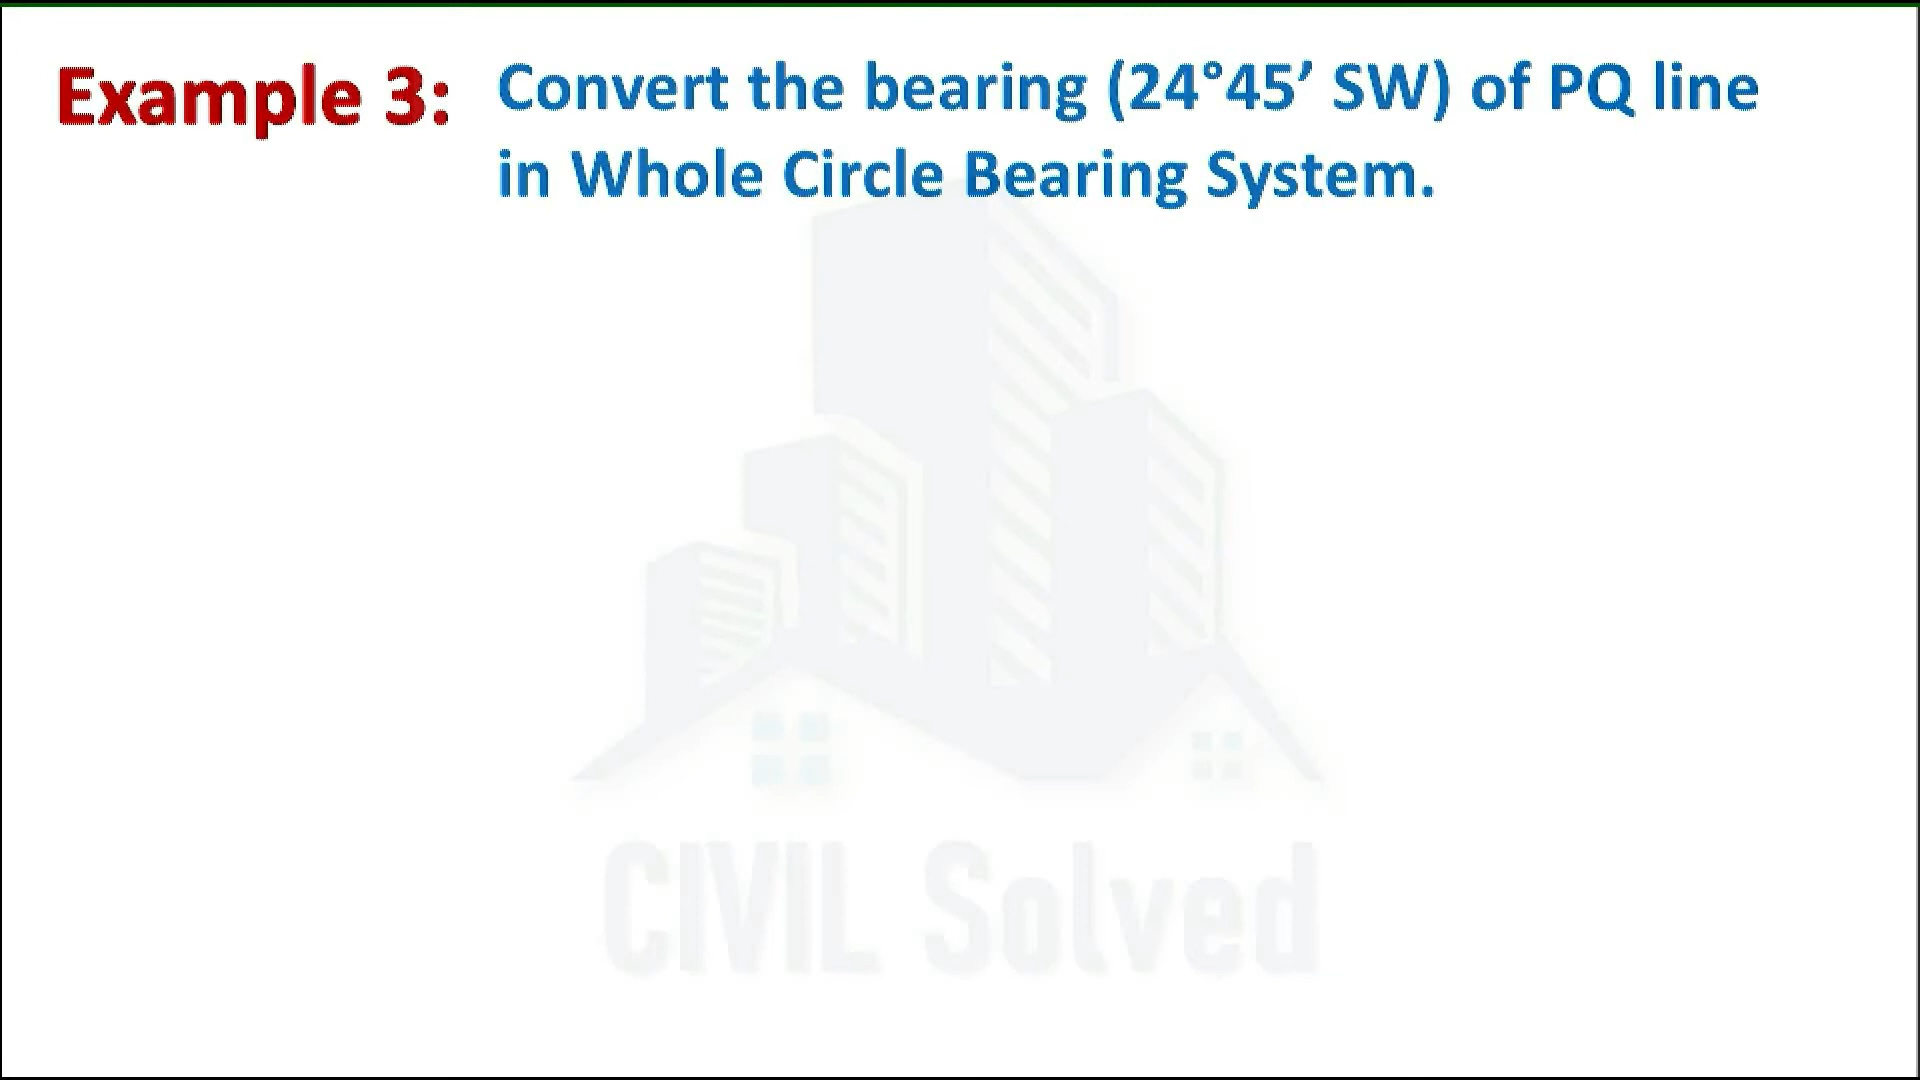 Example 3: Convert the bearing (24°45’ SW) of PQ line
in Whole Circle Bearing System.
CIVIL Solved